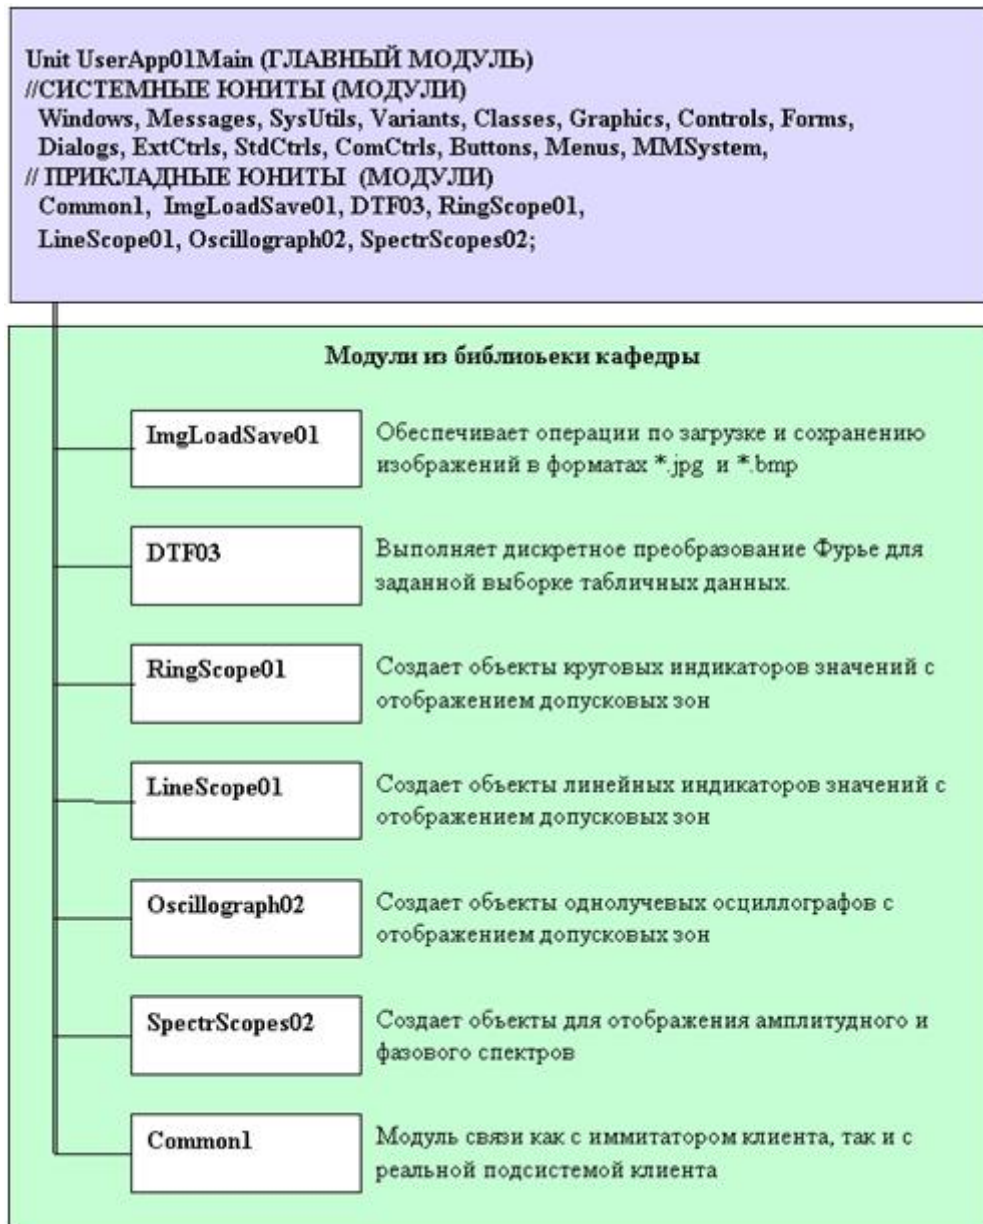 Unit UserApp01Main (ГЛАВНЫЙ МОДУЛЬ)
//СИСТЕМНЫЕ ЮНИТЫ (МОДУЛИ)
Windows, Messages, SysUtils, Variants, Classes, Graphics, Controls, Forms,
Dialogs, ExtCtrls, StdCtrls, ComCtrls, Buttons, Menus, MMSystem,
// ПРИКЛАДНЫЕ ЮНИТЫ (МОДУЛИ)
Common1, ImgLoadSave01, DTF03, RingScope01,
LineScope01, Oscillograph02, SpectrScopes02;
Модули из библиоьеки кафедры
ImgLoadSave01
Обеспечивает операции по загрузке и сохранению
изображений в форматах *.jpg и *.bmp
DTF03
Выполняет дискретное преобразование Фурье для
заданной выборке табличных данных.
RingScope01
Создает объекты круговых индикаторов значений с
отображением допусковых зон
LineScope01
Создает объекты линейных индикаторов значений с
отображением допусковых зон
Oscillograph02
Создает объекты однолучевых осциллографов с
отображением допусковых зон
SpectrScopes02
Создает объекты для отображения амплитудного и
фазового спектров
Common1
Модуль связи как с иммитатором клиента, так и с
реальной подсистемой клиента